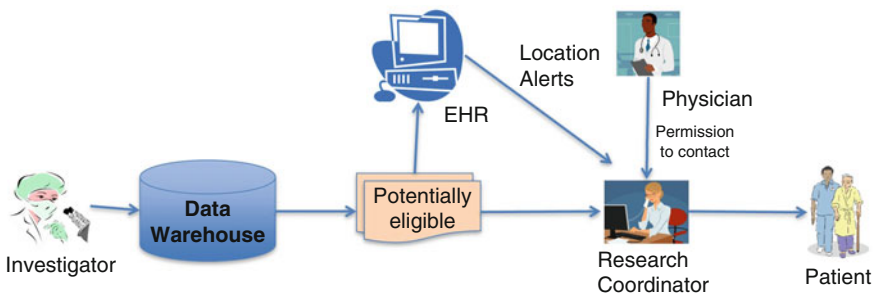 Location
Alerts
EHR
Physician
Permission
to contact
Investigator
Data
Warehouse
Potentially
eligible
Research
Coordinator
Patient